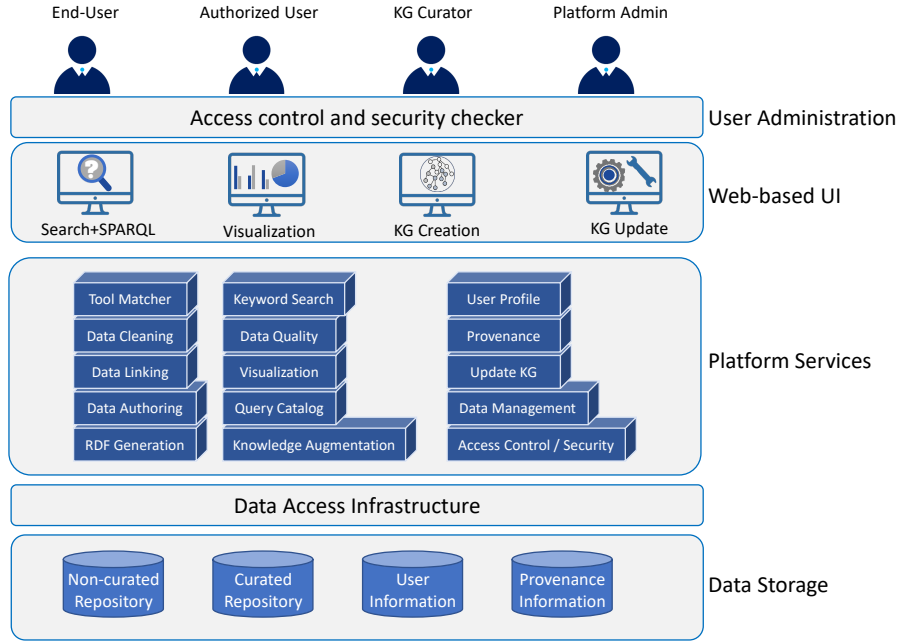 End-User
Authorized User
KG Curator
Platform Admin
Access control and security checker
User Administration
Search+SPARQL
Visualization
KG Creation
KG Update
Web-based UI
Tool Matcher
Data Cleaning
Data Linking
Data Authoring
RDF Generation
Keyword Search
Data Quality
Visualization
Query Catalog
Knowledge Augmentation
User Profile
Provenance
Update KG
Data Management
Access Control / Security
Platform Services
Data Access Infrastructure
Non-curated
Repository
Curated
Repository
User
Information
Provenance
Information
Data Storage